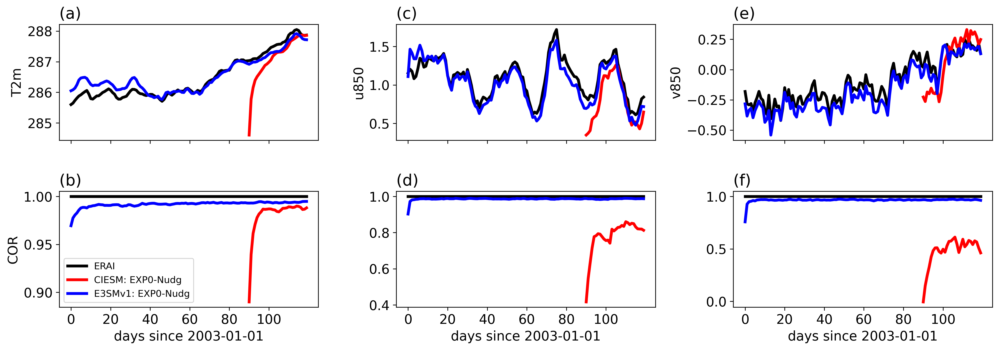 (a)
288
287
286
285
T2m
(c)
1.5
1.0
0.5
u850
(e)
0.25
0.00
−0.25
−0.50
v850
(b)
1.00
0.95
0.90
COR
ERAI
CIESM: EXP0-Nudg
E3SMv1: EXP0-Nudg
0 20 40 60 80 100
days since 2003-01-01
(d)
1.0
0.8
0.6
0.4
0 20 40 60 80 100
days since 2003-01-01
(f)
1.0
0.5
0.0
0 20 40 60 80 100
days since 2003-01-01